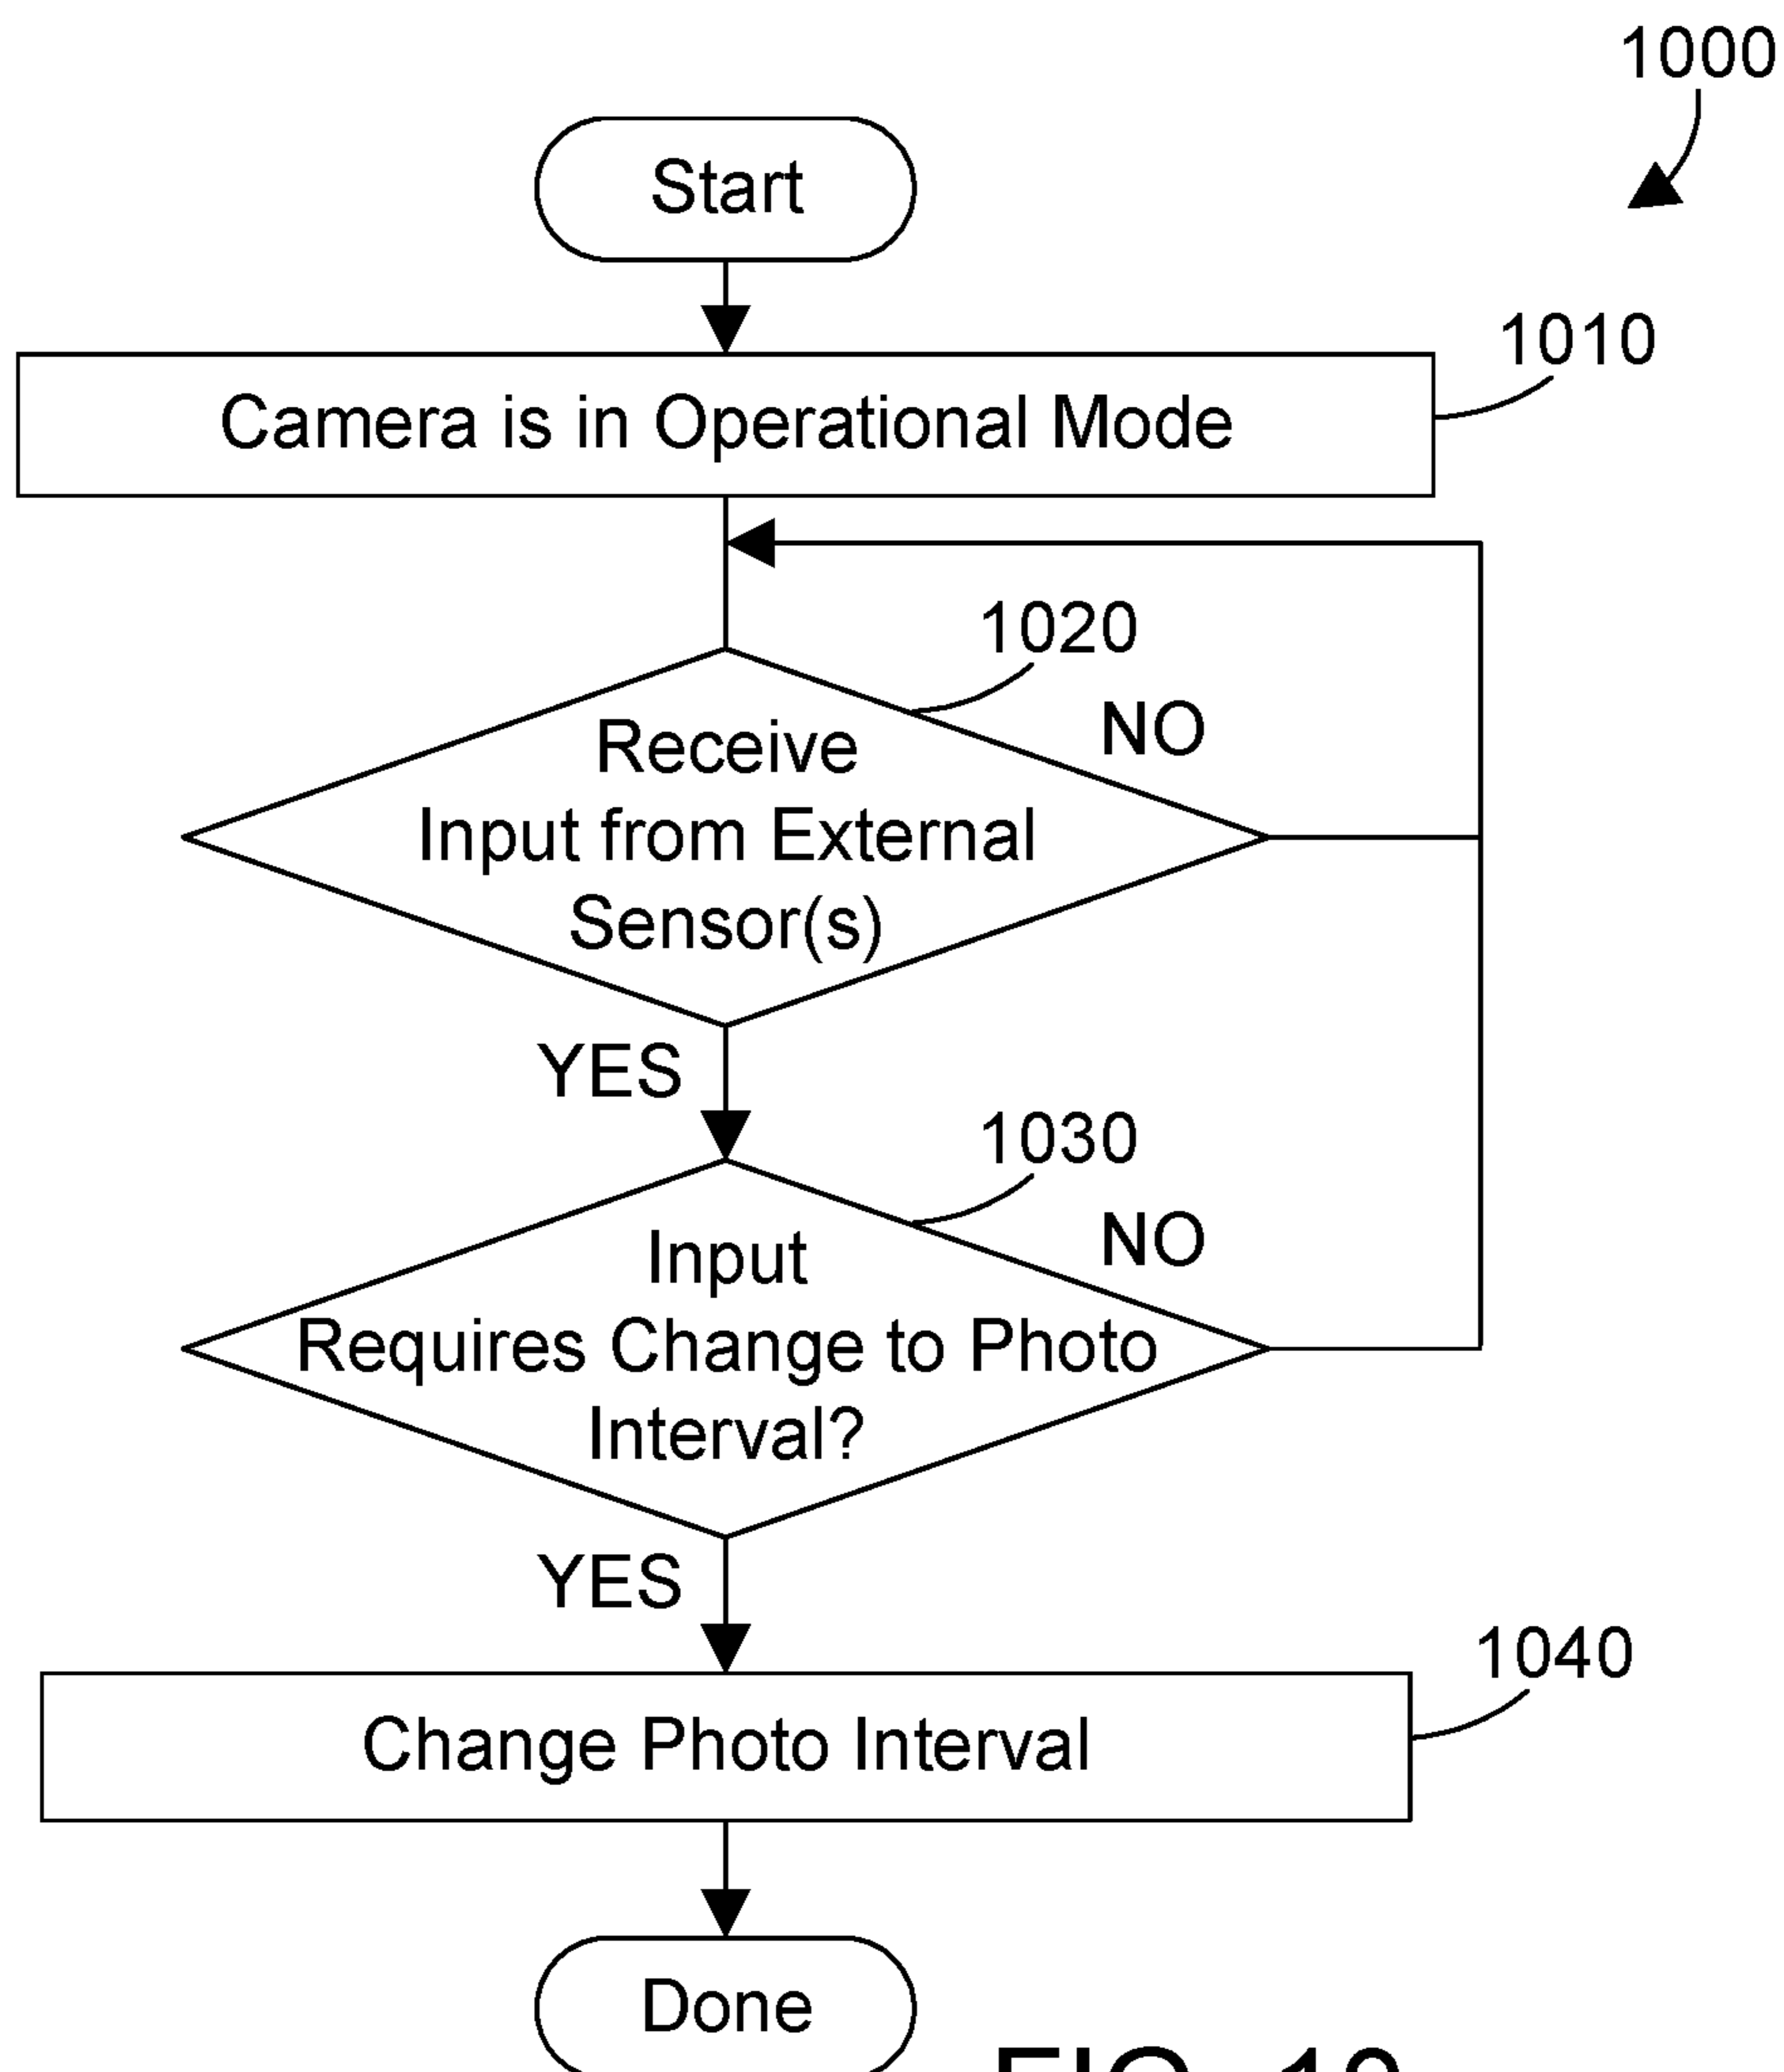 1000
Start
1010
Camera is in Operational Mode
1020
NO
Receive
Input from External
Sensor(s)
YES
1030
NO
Input
Requires Change to Photo
Interval?
YES
1040
Change Photo Interval
Done